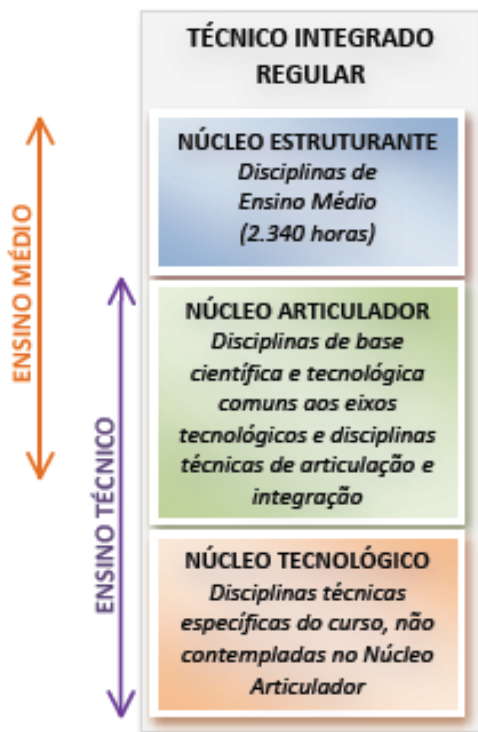 TÉCNICO INTEGRADO
REGULAR
ENSINO MÉDIO
NÚCLEO ESTRUTURANTE
Disciplinas de
Ensino Médio
(2.340 horas)
ENSINO TÉCNICO
NÚCLEO ARTICULADOR
Disciplinas de base
científica e tecnológica
comuns aos eixos
tecnológicos e disciplinas
técnicas de articulação e
integração
NÚCLEO TECNOLÓGICO
Disciplinas técnicas
específicas do curso, não
contempladas no Núcleo
Articulador